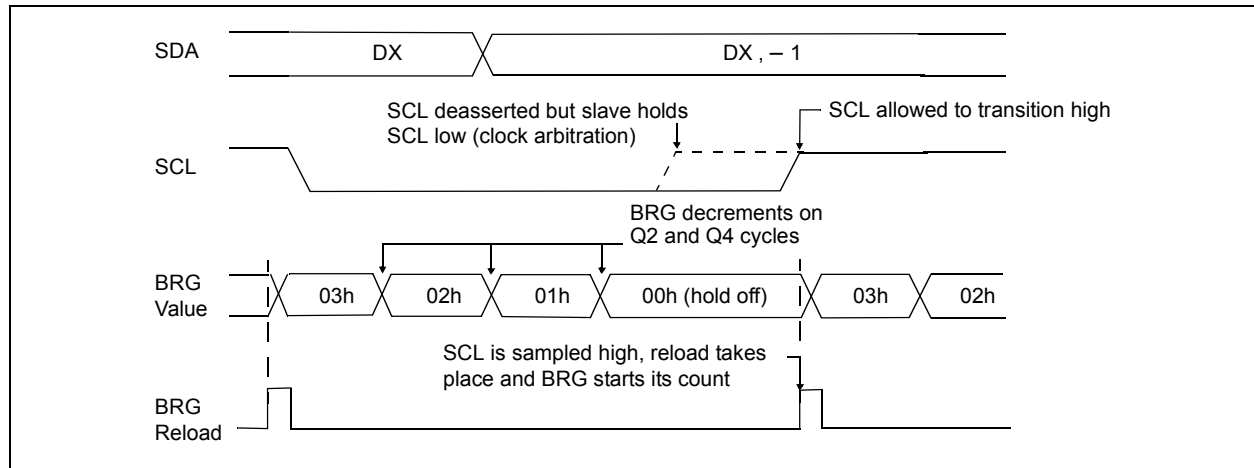 SDA
DX
DX , – 1
SCL deasserted but slave holds
SCL low (clock arbitration)
SCL allowed to transition high
SCL
BRG decrements on
Q2 and Q4 cycles
BRG
Value
03h
02h
01h
00h (hold off)
03h
02h
SCL is sampled high, reload takes
place and BRG starts its count
BRG
Reload